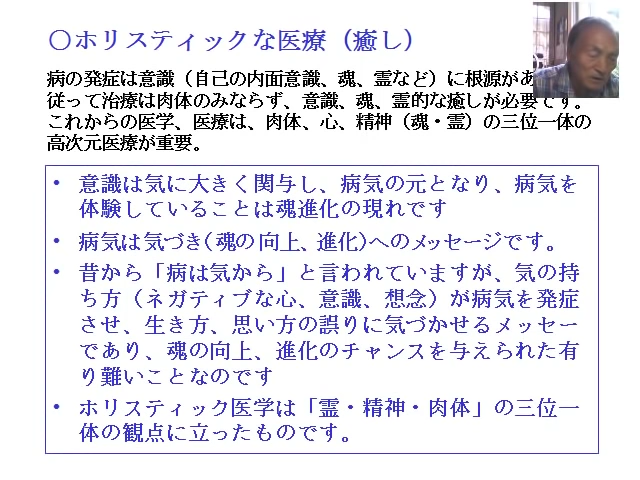 ○ホリスティックな医療（癒し）
病の発症は意識（自己の内面意識、魂、霊など）に根源があ
従って治療は肉体のみならず、意識、魂、霊的な癒しが必要です。
これからの医学、医療は、肉体、心、精神（魂・霊）の三位一体の
高次元医療が重要。
• 意識は気に大きく関与し、病気の元となり、病気を
体験していることは魂進化の現れです
• 病気は気づき(魂の向上、進化)へのメッセージです。
• 昔から「病は気から」と言われていますが、気の持
ち方（ネガティブな心、意識、想念）が病気を発症
させ、生き方、思い方の誤りに気づかせるメッセー
であり、魂の向上、進化のチャンスを与えられた有
り難いことなのです
• ホリスティック医学は「霊・精神・肉体」の三位一
体の観点に立ったものです。